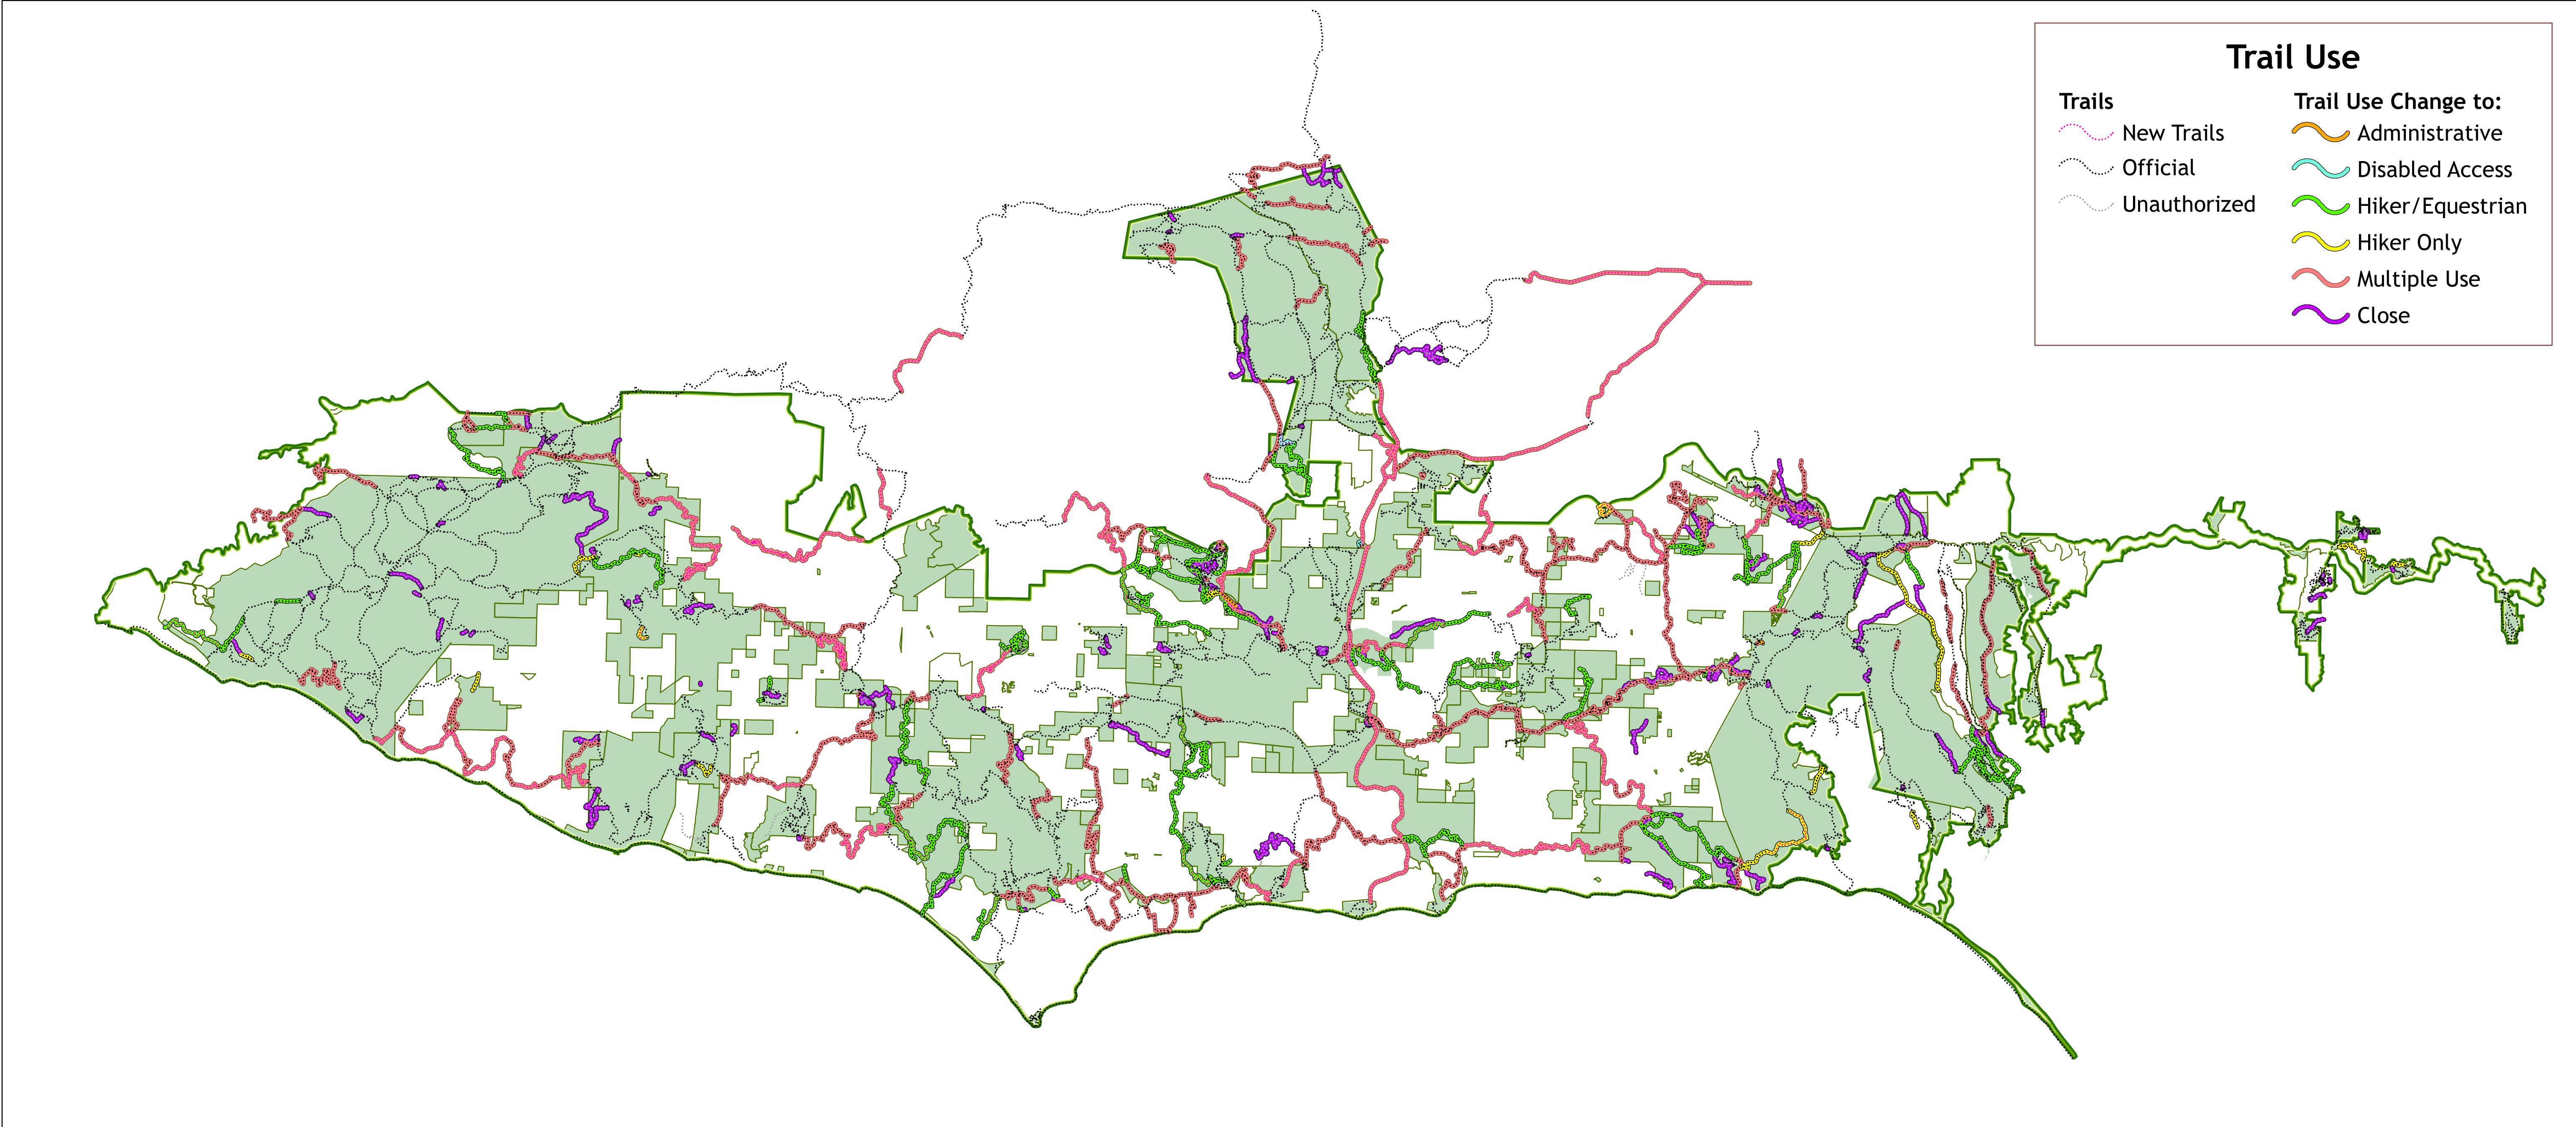 Trail Use
Trails
New Trails
Official
Unauthorized
Trail Use Change to:
Administrative
Disabled Access
Hiker/Equestrian
Hiker Only
Multiple Use
Close